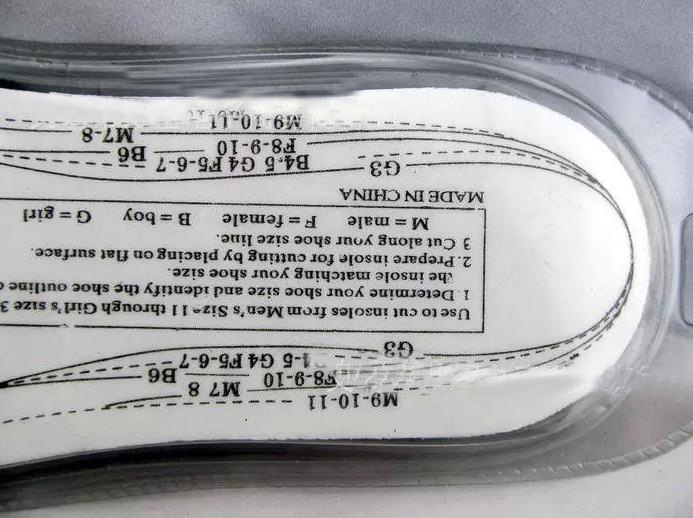 M9-10-11
F8-9-10 M7 8
-5 G4 F5-6-7 B6
G3
Use to cut insoles from Men's Size 11 through Girl's size 3
1. Determine your shoe size and identify the shoe outline
the insole matching your shoe size.
2. Prepare insole for cutting by placing on flat surface.
3 Cut along your shoe size line.
M = male F = female B = boy G = girl
MADE IN CHINA
G3
B4.5 G4 F5-6-7 B6
F8-9-10 M7-8
M9-10-11